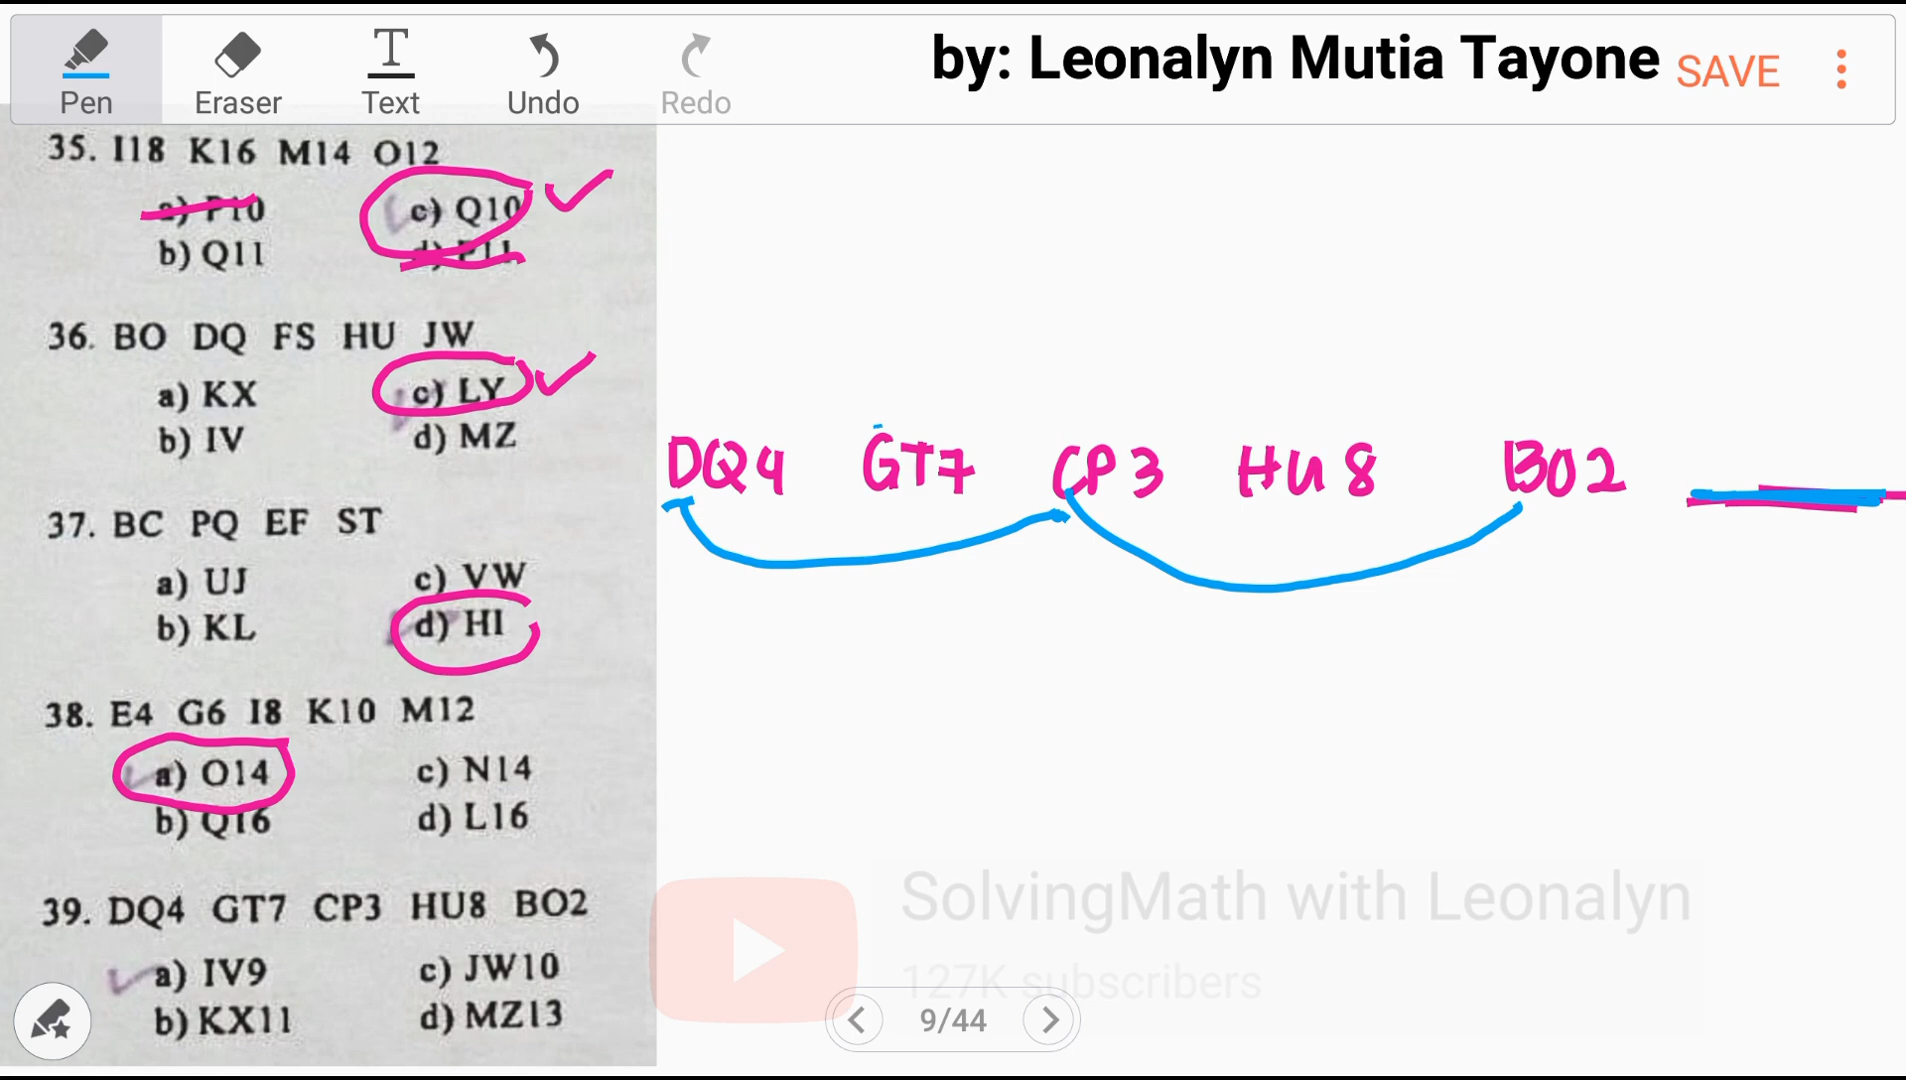 by: Leonalyn Mutia Tayone
SAVE
Pen Eraser Text Undo Redo
35. I18 K16 M14 O12
a) P10 c) Q10
b) Q11 d) P11
36. BO DQ FS HU JW
a) KX c) LY
b) IV d) MZ
37. BC PQ EF ST
a) UJ c) VW
b) KL d) HI
38. E4 G6 I8 K10 M12
a) O14 c) N14
b) Q16 d) L16
39. DQ4 GT7 CP3 HU8 BO2
a) IV9 c) JW10
b) KX11 d) MZ13
DQ4 GT7 CP3 HU8 BO2
SolvingMath with Leonalyn
127K subscribers
9/44